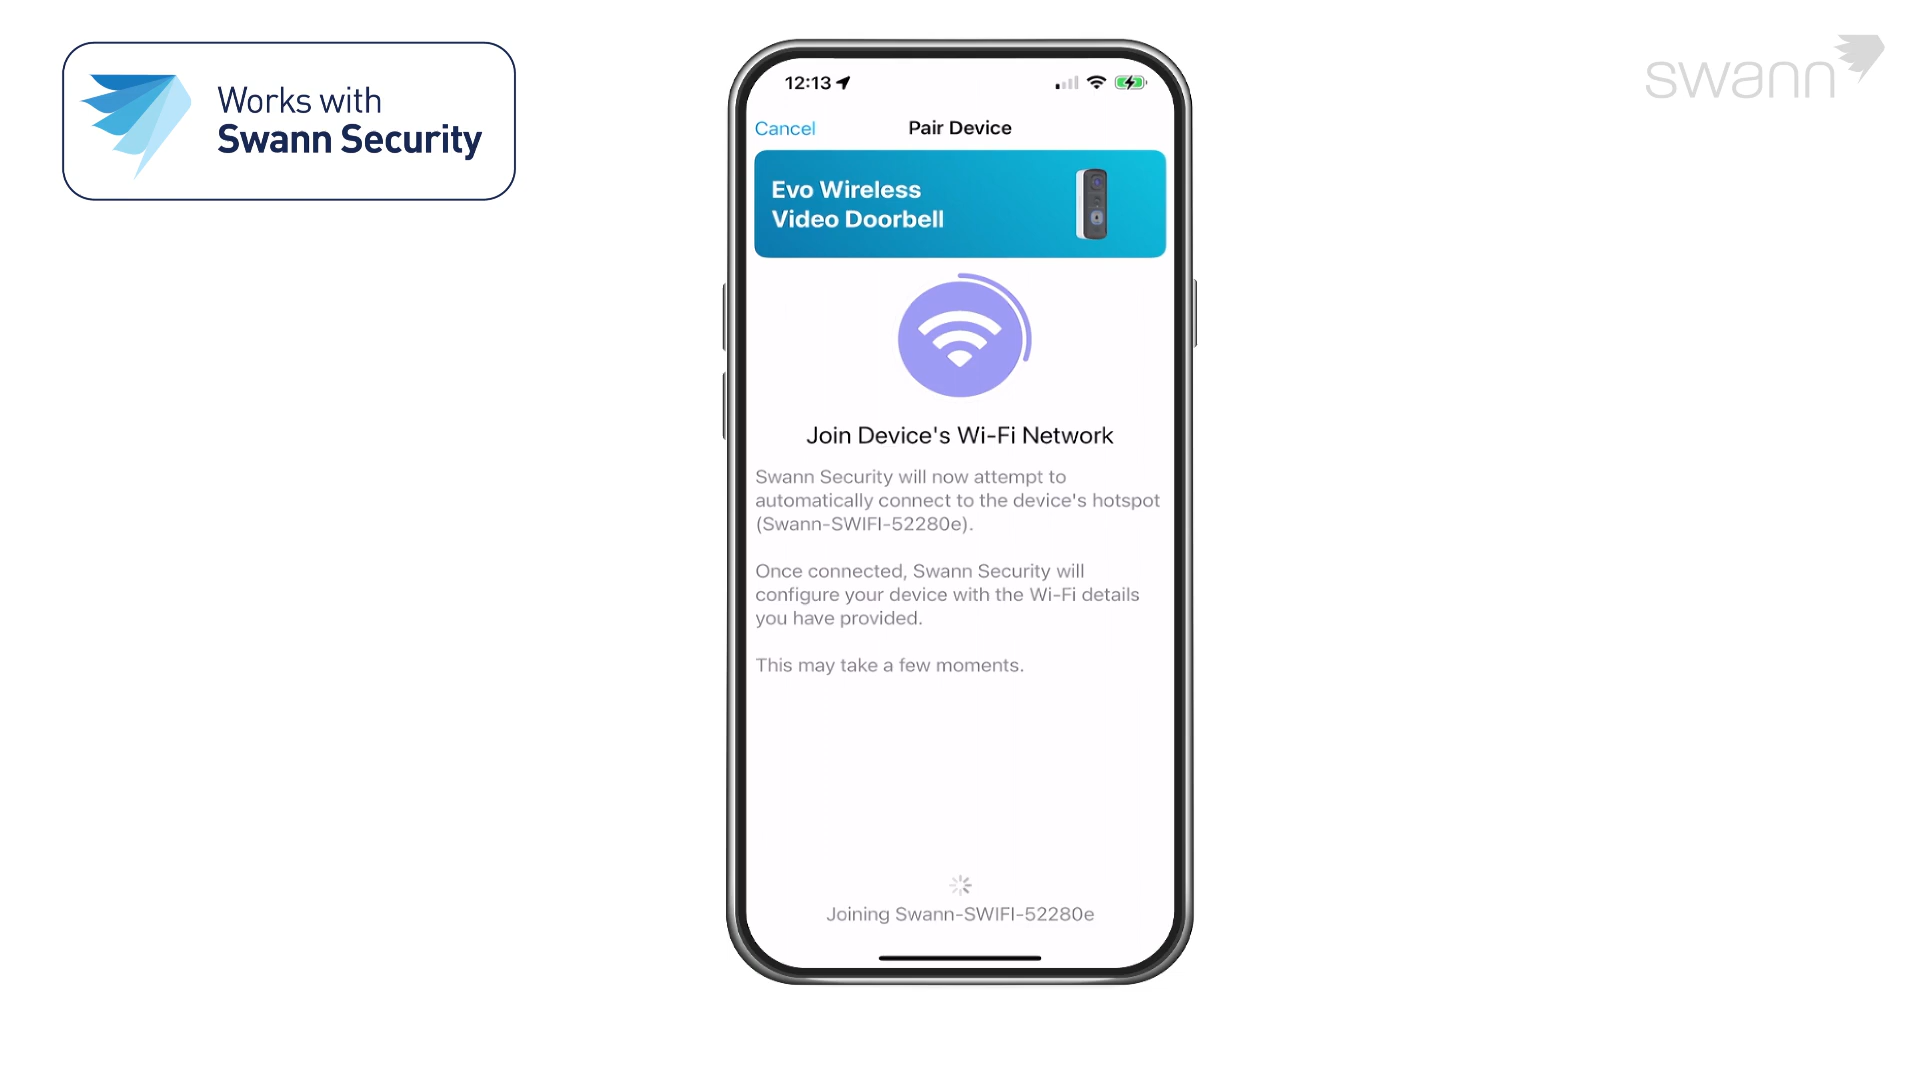 Works with
Swann Security
swann
12:13
Cancel
Pair Device
Evo Wireless
Video Doorbell
Join Device's Wi-Fi Network
Swann Security will now attempt to
automatically connect to the device's hotspot
(Swann-SWIFI-52280e).
Once connected, Swann Security will
configure your device with the Wi-Fi details
you have provided.
This may take a few moments.
Joining Swann-SWIFI-52280e